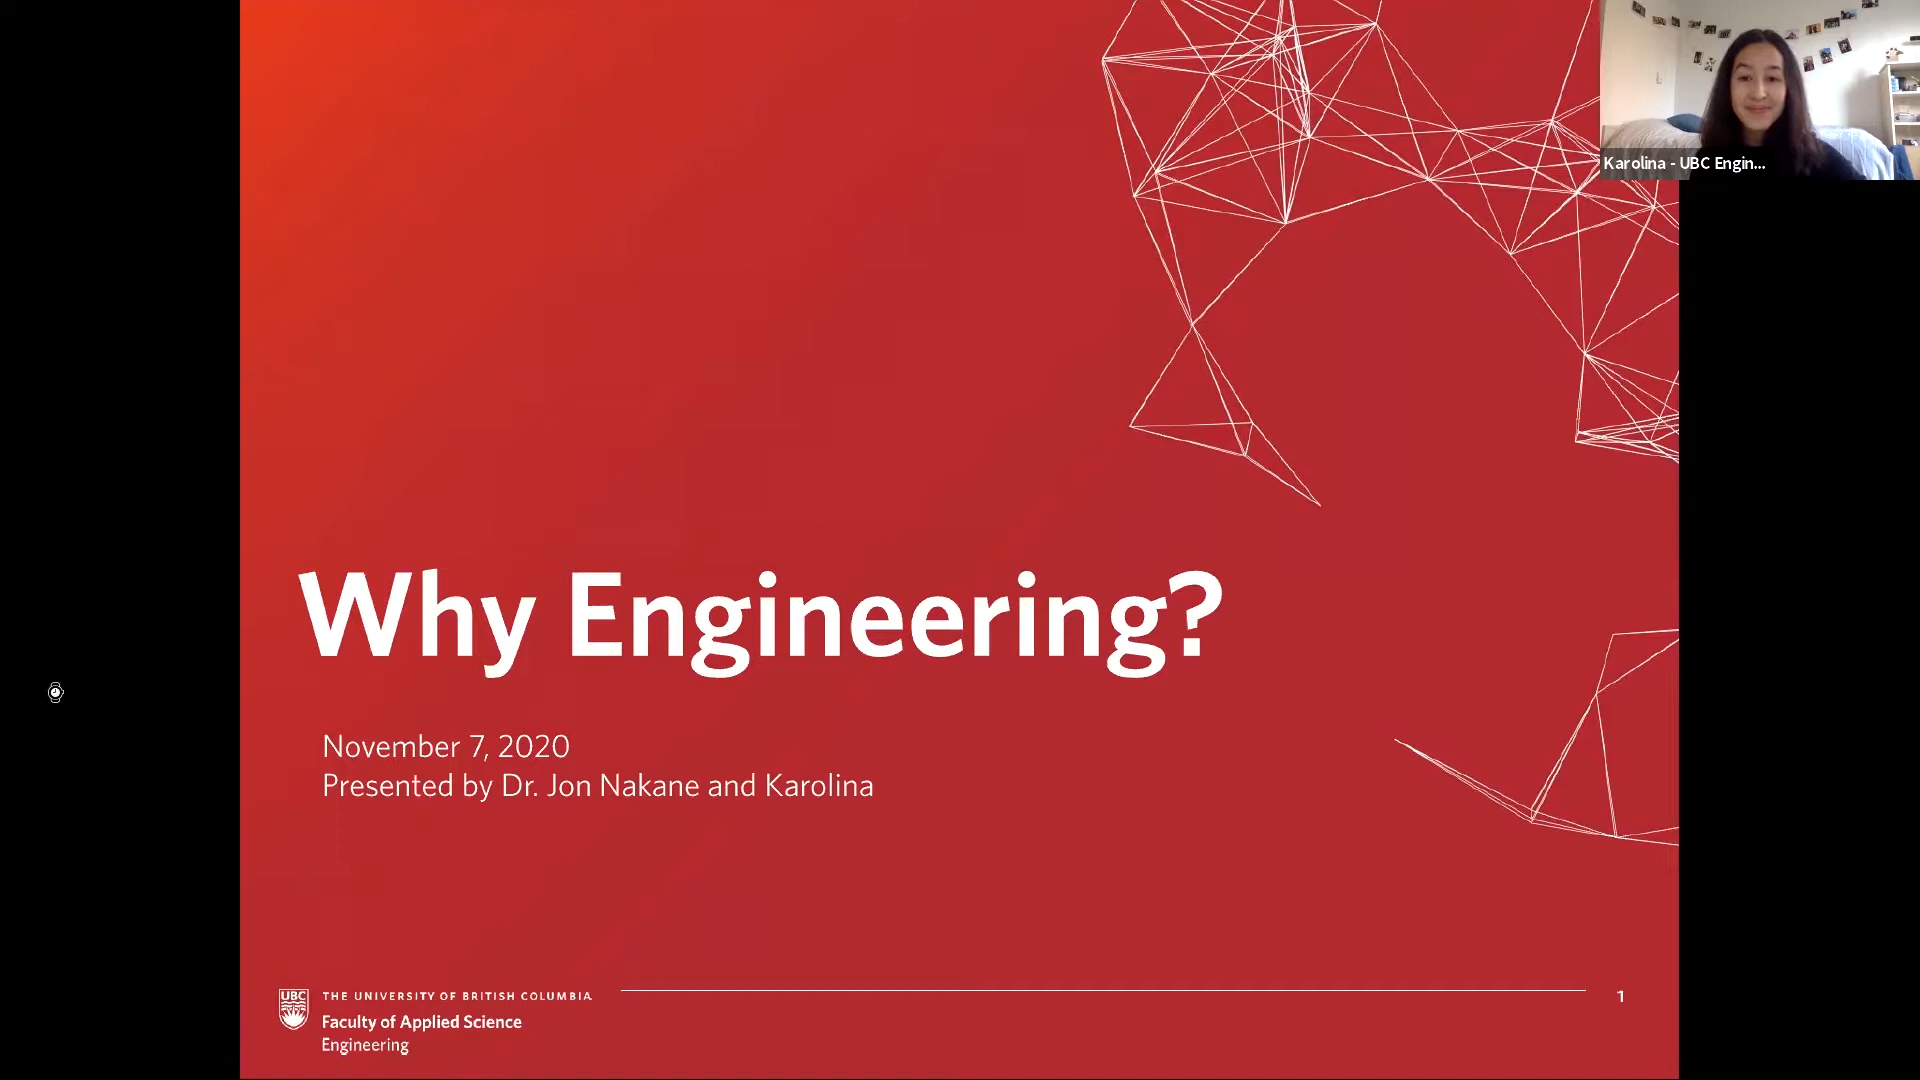 Karolina - UBC Engin...
Why Engineering?
November 7, 2020
Presented by Dr. Jon Nakane and Karolina
UBC
THE UNIVERSITY OF BRITISH COLUMBIA
Faculty of Applied Science
Engineering
1